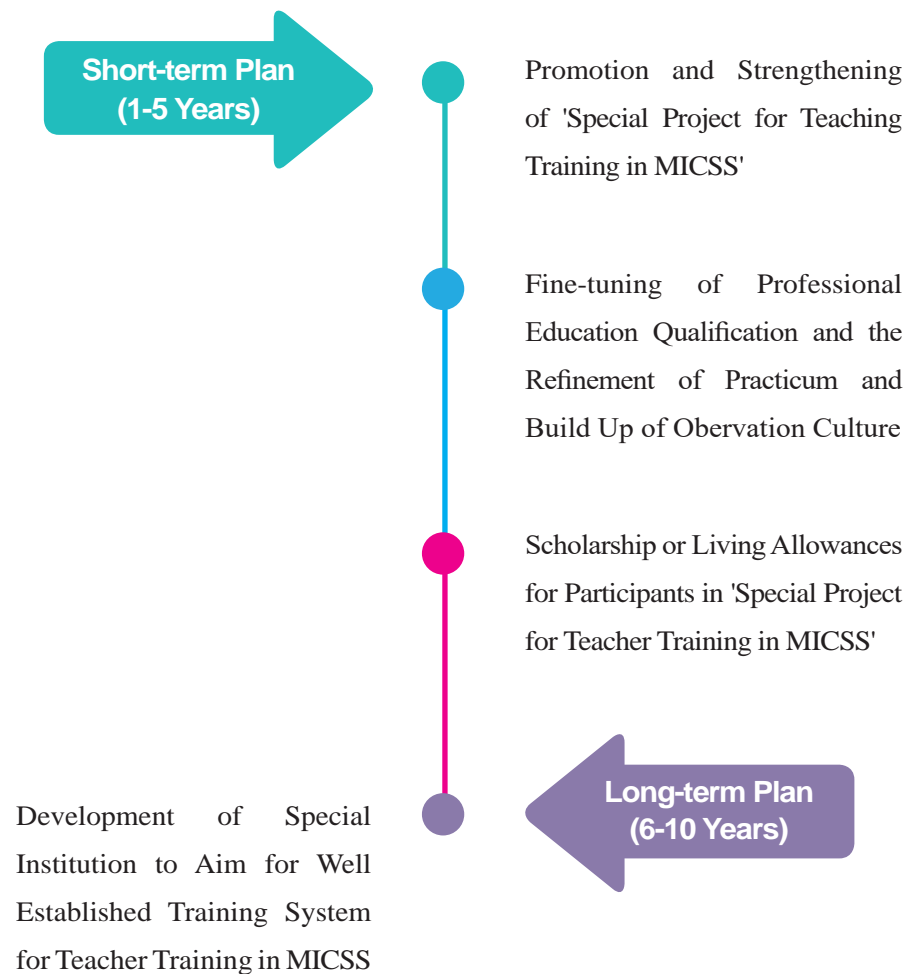 Short-term Plan
(1-5 Years)
Promotion and Strengthening
of 'Special Project for Teaching
Training in MICSS'
Fine-tuning of Professional
Education Qualification and the
Refinement of Practicum and
Build Up of Obervation Culture
Scholarship or Living Allowances
for Participants in 'Special Project
for Teacher Training in MICSS'
Long-term Plan
(6-10 Years)
Development of Special
Institution to Aim for Well
Established Training System
for Teacher Training in MICSS